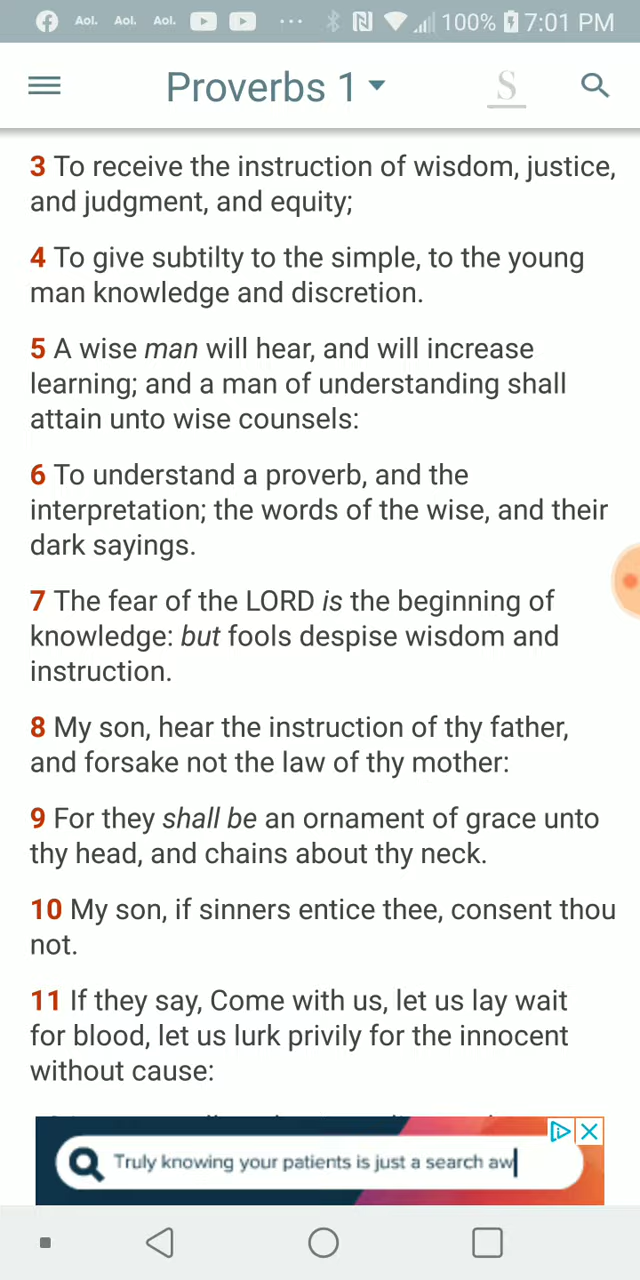 Aol. Aol. Aol. ... 100% 7:01 PM
Proverbs 1 S
3 To receive the instruction of wisdom, justice,
and judgment, and equity;
4 To give subtilty to the simple, to the young
man knowledge and discretion.
5 A wise man will hear, and will increase
learning; and a man of understanding shall
attain unto wise counsels:
6 To understand a proverb, and the
interpretation; the words of the wise, and their
dark sayings.
7 The fear of the LORD is the beginning of
knowledge: but fools despise wisdom and
instruction.
8 My son, hear the instruction of thy father,
and forsake not the law of thy mother:
9 For they shall be an ornament of grace unto
thy head, and chains about thy neck.
10 My son, if sinners entice thee, consent thou
not.
11 If they say, Come with us, let us lay wait
for blood, let us lurk privily for the innocent
without cause:
Truly knowing your patients is just a search aw